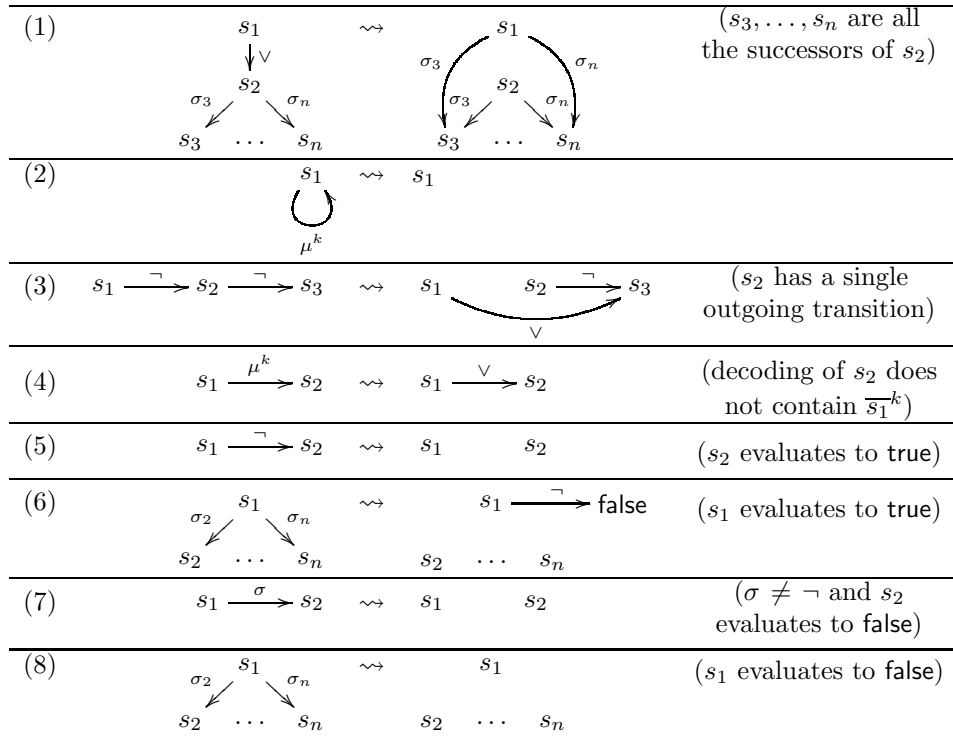 (1) s₁ ⇝ s₁ (s₃, . . . , sₙ are all
∨ the successors of s₂)
σ₃ σₙ
s₂ s₂
σ₃ σₙ σ₃ σₙ
s₃ · · · sₙ s₃ · · · sₙ
(2) s₁ ⇝ s₁
μᵏ
(3) s₁ ¬ s₂ ¬ s₃ ⇝ s₁ s₂ ¬ s₃ (s₂ has a single
∨ outgoing transition)
(4) s₁ μᵏ s₂ ⇝ s₁ ∨ s₂ (decoding of s₂ does
not contain s̅₁ᵏ)
(5) s₁ ¬ s₂ ⇝ s₁ s₂ (s₂ evaluates to true)
(6) s₁ ⇝ s₁ ¬ false (s₁ evaluates to true)
σ₂ σₙ
s₂ · · · sₙ s₂ · · · sₙ
(7) s₁ σ s₂ ⇝ s₁ s₂ (σ ≠ ¬ and s₂
evaluates to false)
(8) s₁ ⇝ s₁ (s₁ evaluates to false)
σ₂ σₙ
s₂ · · · sₙ s₂ · · · sₙ